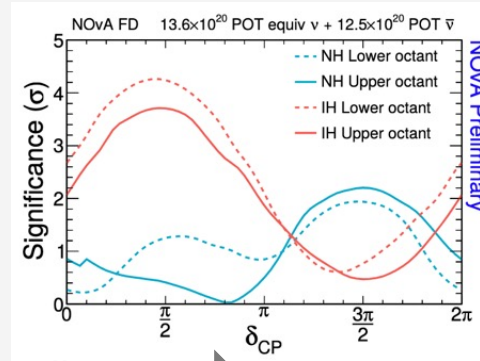 NOvA FD 13.6×10²⁰ POT equiv ν + 12.5×10²⁰ POT ν̅
5
4
3
2
1
0
Significance (σ)
NH Lower octant
NH Upper octant
IH Lower octant
IH Upper octant
NOvA Preliminary
0
π/2
π
3π/2
2π
δCP